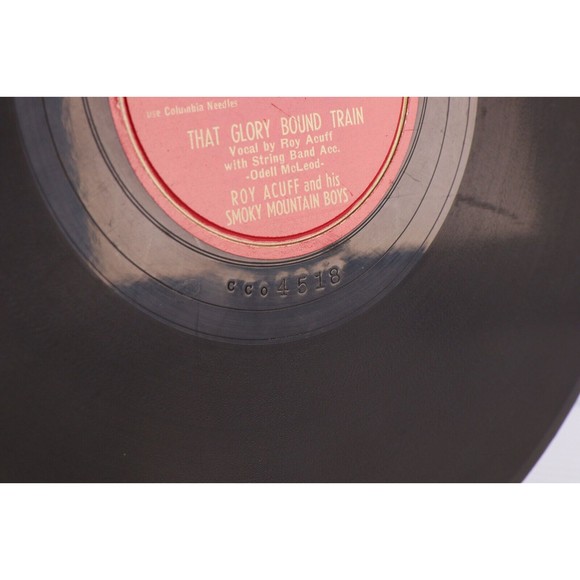 use Columbia Needles
THAT GLORY BOUND TRAIN
Vocal by Roy Acuff
with String Band Acc.
-Odell McLeod-
ROY ACUFF and his
SMOKY MOUNTAIN BOYS
CCO4518